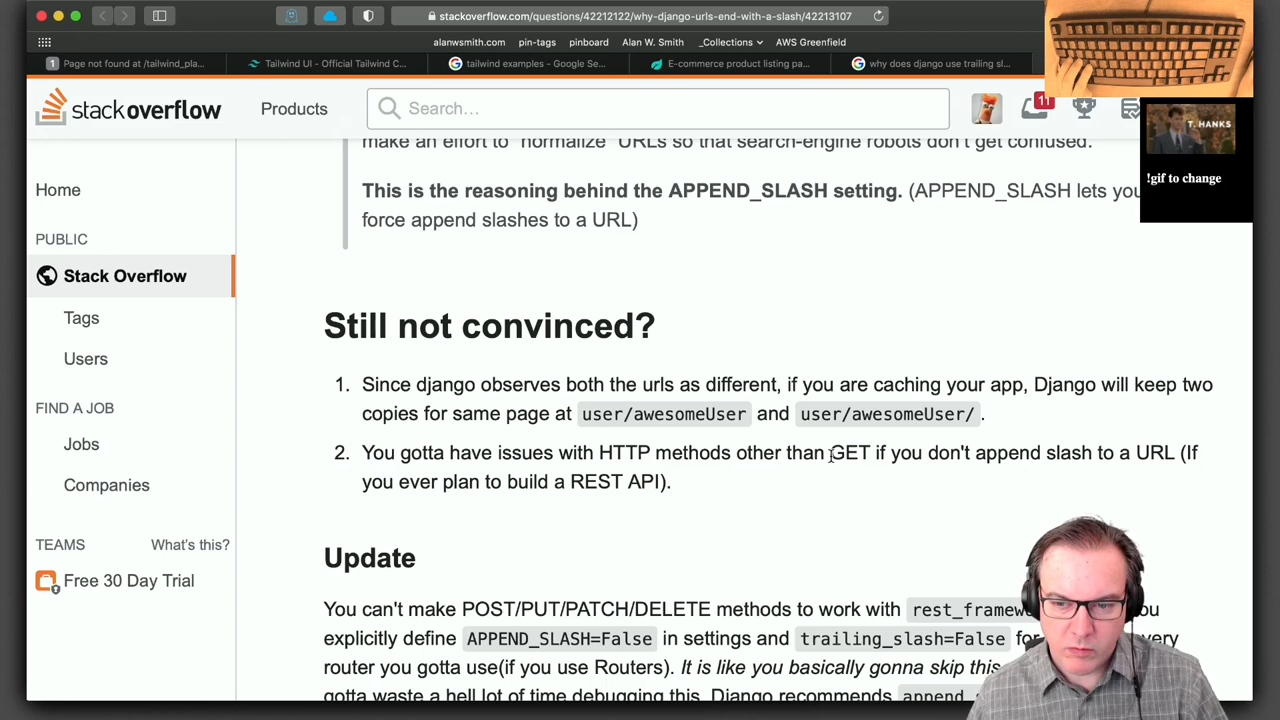 stackoverflow.com/questions/42212122/why-django-urls-end-with-a-slash/42213107
alanwsmith.com pin-tags pinboard Alan W. Smith _Collections AWS Greenfield
1 Page not found at /tailwind_pla... Tailwind UI - Official Tailwind C... tailwind examples - Google Se... E-commerce product listing pa... why does django use trailing sl...
stackoverflow Products Search... 11
T. HANKS
!gif to change
make an effort to "normalize" URLs so that search-engine robots don't get confused.
This is the reasoning behind the APPEND_SLASH setting. (APPEND_SLASH lets you
force append slashes to a URL)
Home
PUBLIC
Stack Overflow
Tags
Users
FIND A JOB
Jobs
Companies
TEAMS What's this?
Free 30 Day Trial
Still not convinced?
1. Since django observes both the urls as different, if you are caching your app, Django will keep two
copies for same page at user/awesomeUser and user/awesomeUser/.
2. You gotta have issues with HTTP methods other than GET if you don't append slash to a URL (If
you ever plan to build a REST API).
Update
You can't make POST/PUT/PATCH/DELETE methods to work with
explicitly define APPEND_SLASH=False in settings and trailing_slash=False
router you gotta use(if you use Routers). It is like you basically gonna skip this
gotta waste a hell lot of time debugging this. Django recommends